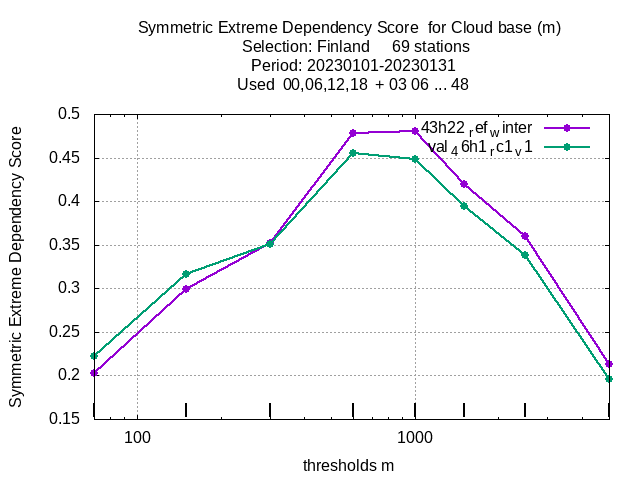 Symmetric Extreme Dependency Score for Cloud base (m)
Selection: Finland 69 stations
Period: 20230101-20230131
Used 00,06,12,18 + 03 06 ... 48
43h22refwinter
val46h1rc1v1
Symmetric Extreme Dependency Score
0.5
0.45
0.4
0.35
0.3
0.25
0.2
0.15
100 1000
thresholds m